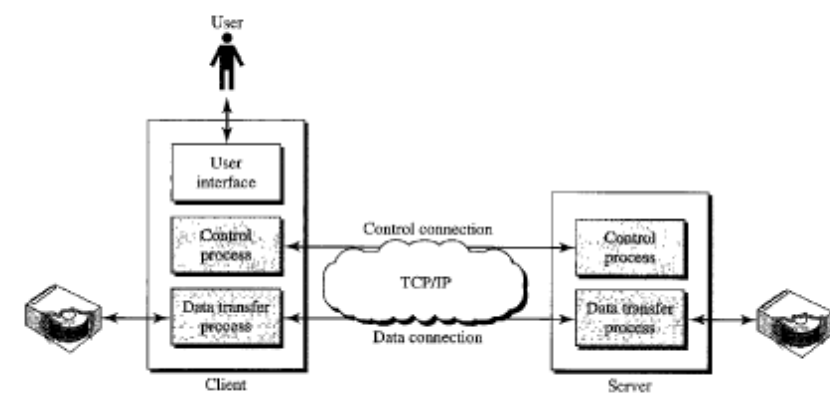 User
User
interface
Control connection
Control
process
Control
process
TCP/IP
Data transfer
process
Data transfer
process
Data connection
Client
Server